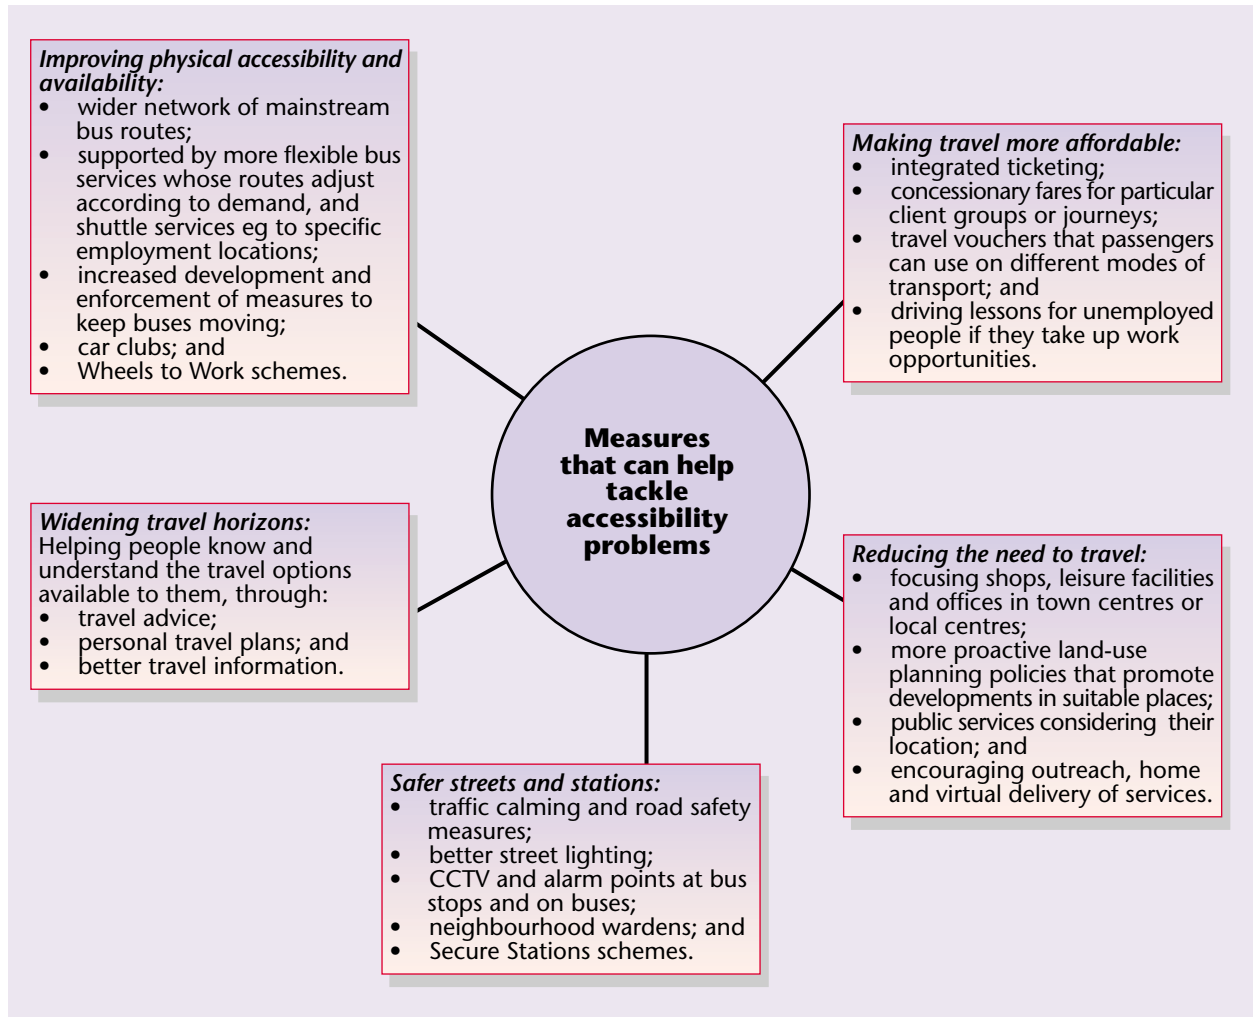 Improving physical accessibility and
availability:
• wider network of mainstream
bus routes;
• supported by more flexible bus
services whose routes adjust
according to demand, and
shuttle services eg to specific
employment locations;
• increased development and
enforcement of measures to
keep buses moving;
• car clubs; and
• Wheels to Work schemes.
Making travel more affordable:
• integrated ticketing;
• concessionary fares for particular
client groups or journeys;
• travel vouchers that passengers
can use on different modes of
transport; and
• driving lessons for unemployed
people if they take up work
opportunities.
Measures
that can help
tackle
accessibility
problems
Widening travel horizons:
Helping people know and
understand the travel options
available to them, through:
• travel advice;
• personal travel plans; and
• better travel information.
Reducing the need to travel:
• focusing shops, leisure facilities
and offices in town centres or
local centres;
• more proactive land-use
planning policies that promote
developments in suitable places;
• public services considering their
location; and
• encouraging outreach, home
and virtual delivery of services.
Safer streets and stations:
• traffic calming and road safety
measures;
• better street lighting;
• CCTV and alarm points at bus
stops and on buses;
• neighbourhood wardens; and
• Secure Stations schemes.